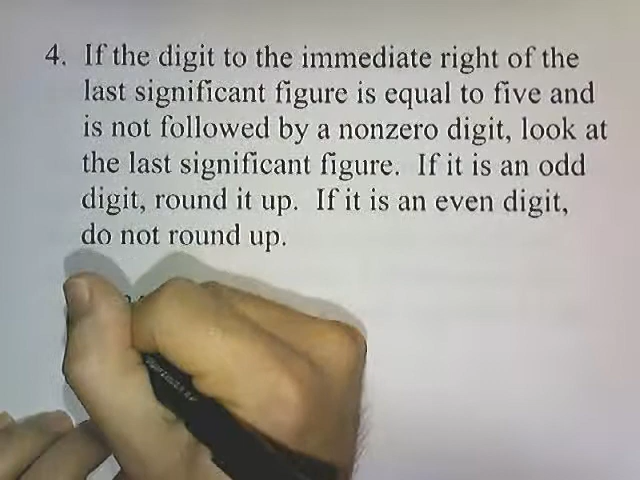 4. If the digit to the immediate right of the
last significant figure is equal to five and
is not followed by a nonzero digit, look at
the last significant figure. If it is an odd
digit, round it up. If it is an even digit,
do not round up.